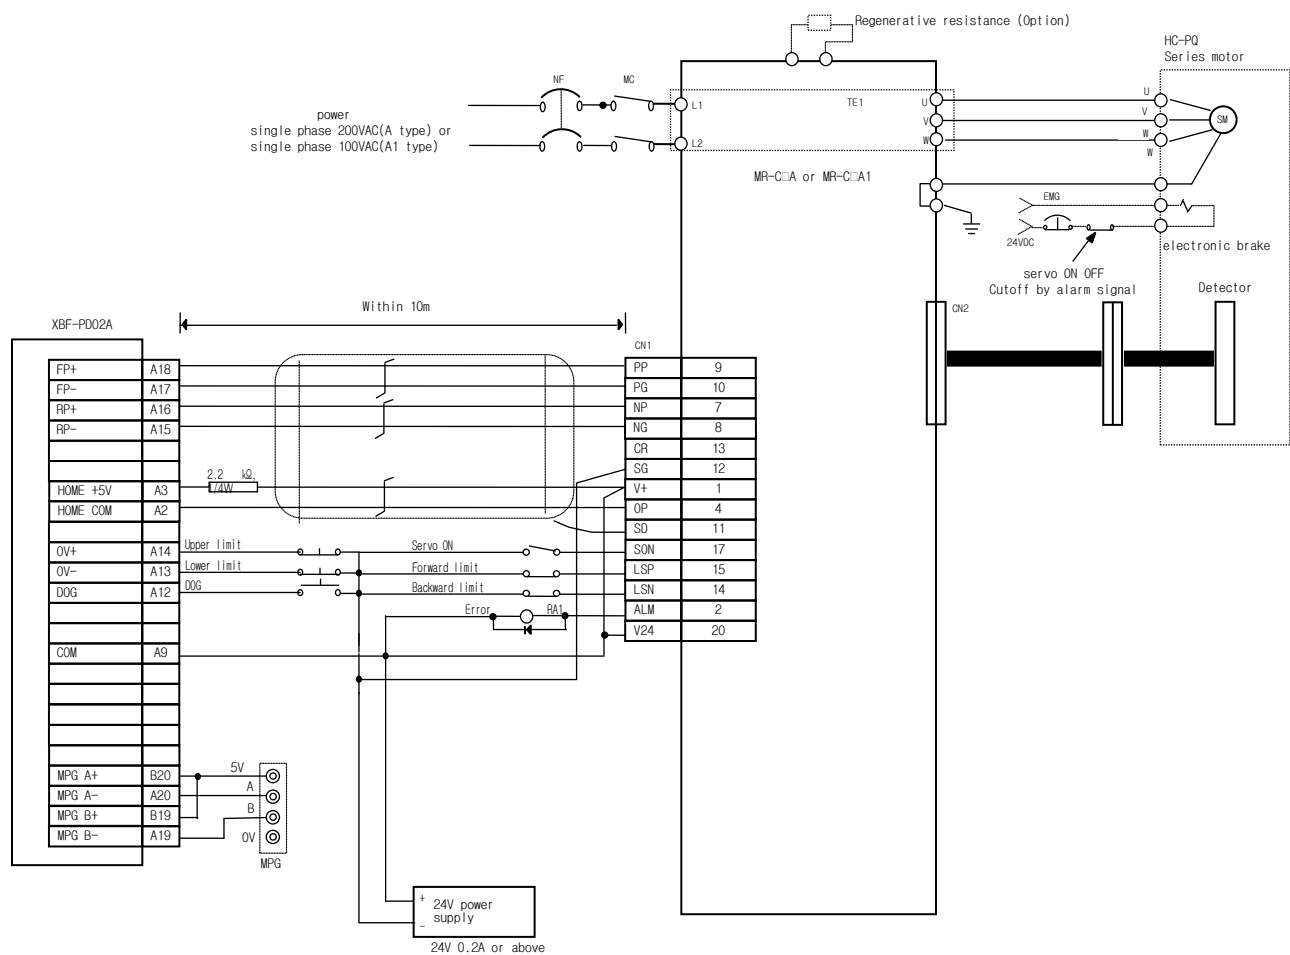 Regenerative resistance (Option)
HC-PQ
Series motor
NF
MC
L1
TE1
U
U
V
V
SM
power
single phase 200VAC(A type) or
single phase 100VAC(A1 type)
L2
W
W
W
MR-C□A or MR-C□A1
EMG
24VDC
electronic brake
servo ON OFF
Cutoff by alarm signal
Detector
Within 10m
CN2
XBF-PD02A
CN1
FP+ A18 PP 9
FP- A17 PG 10
RP+ A16 NP 7
RP- A15 NG 8
CR 13
SG 12
2.2 kΩ,
/4W
HOME +5V A3 V+ 1
HOME COM A2 OP 4
SD 11
OV+ A14 Upper limit Servo ON SON 17
OV- A13 Lower limit Forward limit LSP 15
DOG A12 DOG Backward limit LSN 14
Error RA1 ALM 2
V24 20
COM A9
MPG A+ B20 5V
MPG A- A20 A
MPG B+ B19 B
MPG B- A19 0V
MPG
+ 24V power
supply
-
24V 0.2A or above